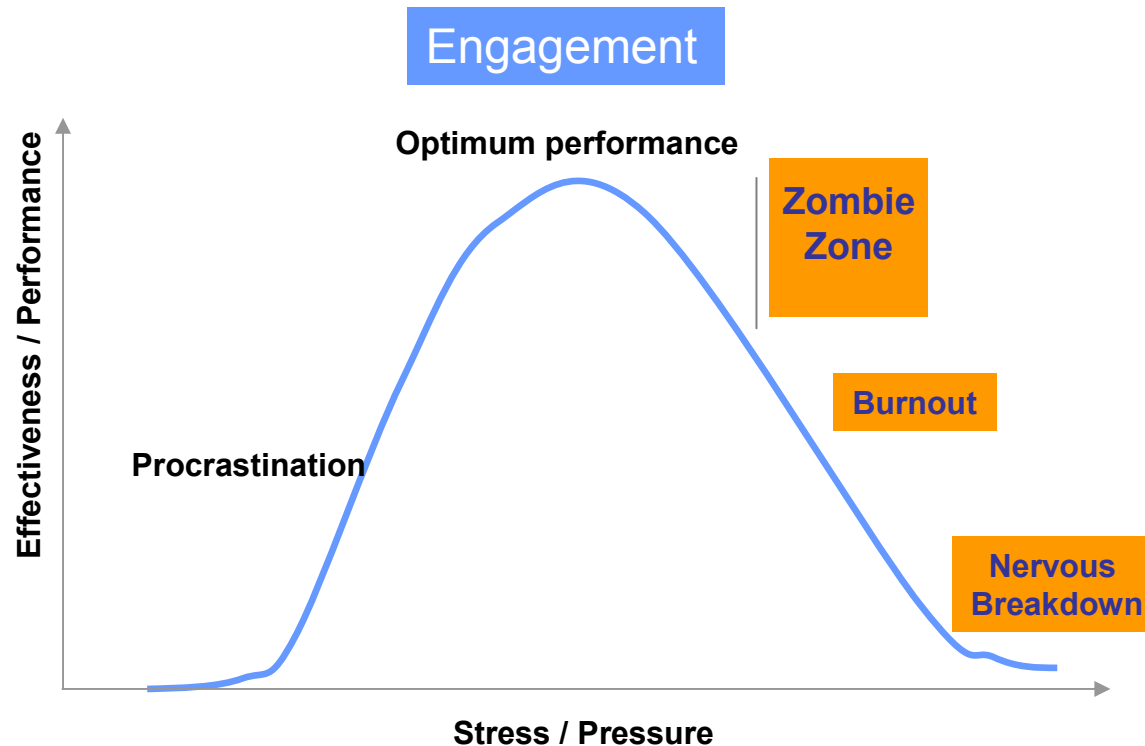 Engagement
Optimum performance
Effectiveness / Performance
Zombie
Zone
Burnout
Procrastination
Nervous
Breakdown
Stress / Pressure